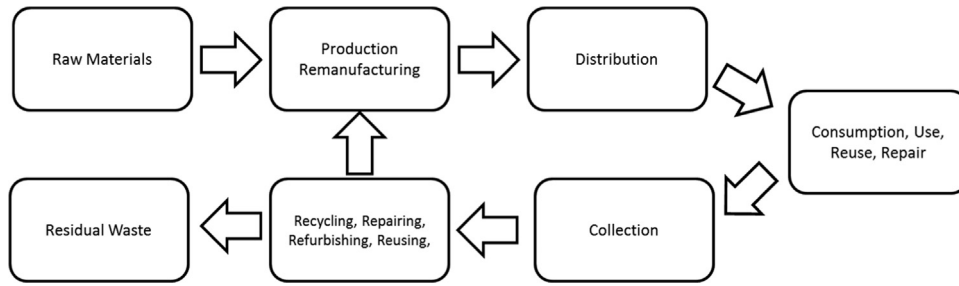 Raw Materials
Production
Remanufacturing
Distribution
Consumption, Use,
Reuse, Repair
Residual Waste
Recycling, Repairing,
Refurbishing, Reusing,
Collection